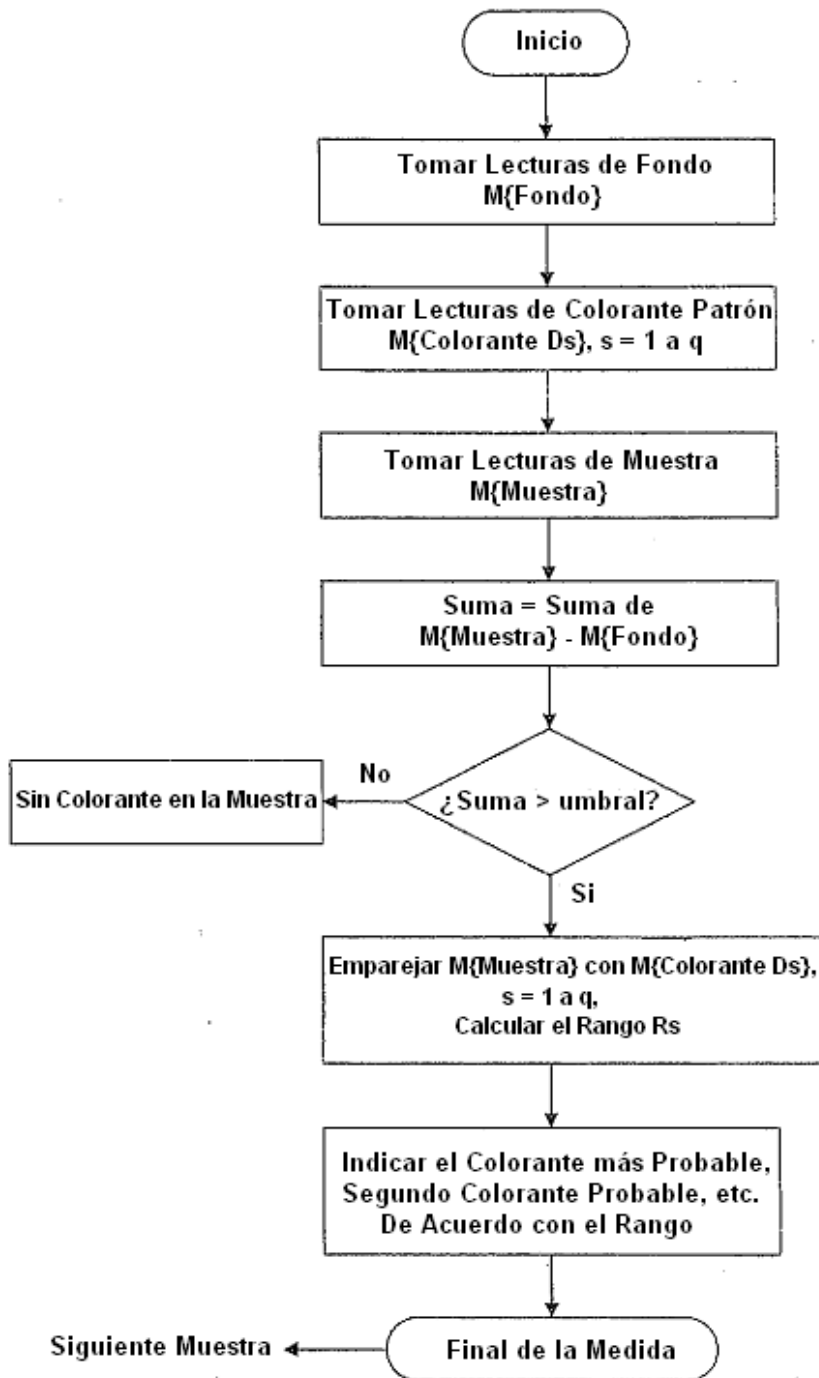 Inicio
Tomar Lecturas de Fondo
M{Fondo}
Tomar Lecturas de Colorante Patrón
M{Colorante Ds}, s = 1 a q
Tomar Lecturas de Muestra
M{Muestra}
Suma = Suma de
M{Muestra} - M{Fondo}
No
Sin Colorante en la Muestra
¿Suma > umbral?
Si
Emparejar M{Muestra} con M{Colorante Ds},
s = 1 a q,
Calcular el Rango Rs
Indicar el Colorante más Probable,
Segundo Colorante Probable, etc.
De Acuerdo con el Rango
Siguiente Muestra
Final de la Medida